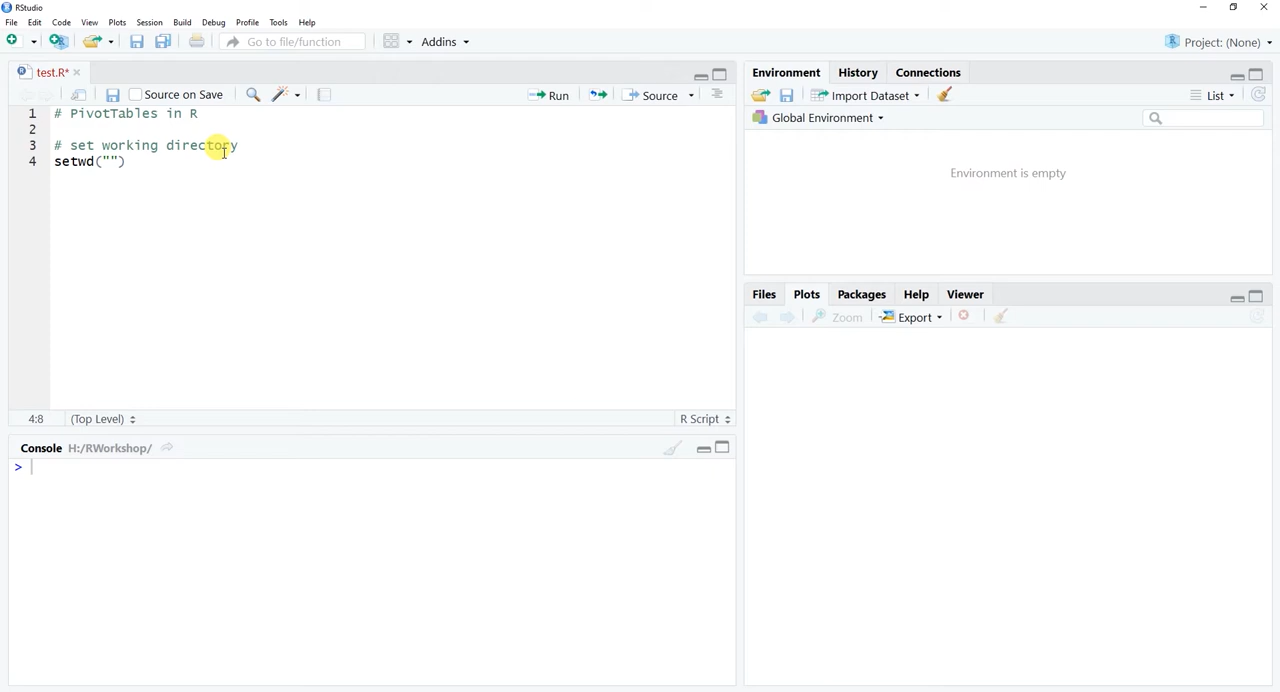 RStudio
File Edit Code View Plots Session Build Debug Profile Tools Help
Go to file/function Addins Project: (None)
test.R*
Source on Save Run Source
1 # PivotTables in R
2
3 # set working directory
4 setwd("")
4:8 (Top Level) R Script
Console H:/RWorkshop/
>
Environment History Connections
Import Dataset List
Global Environment
Environment is empty
Files Plots Packages Help Viewer
Zoom Export